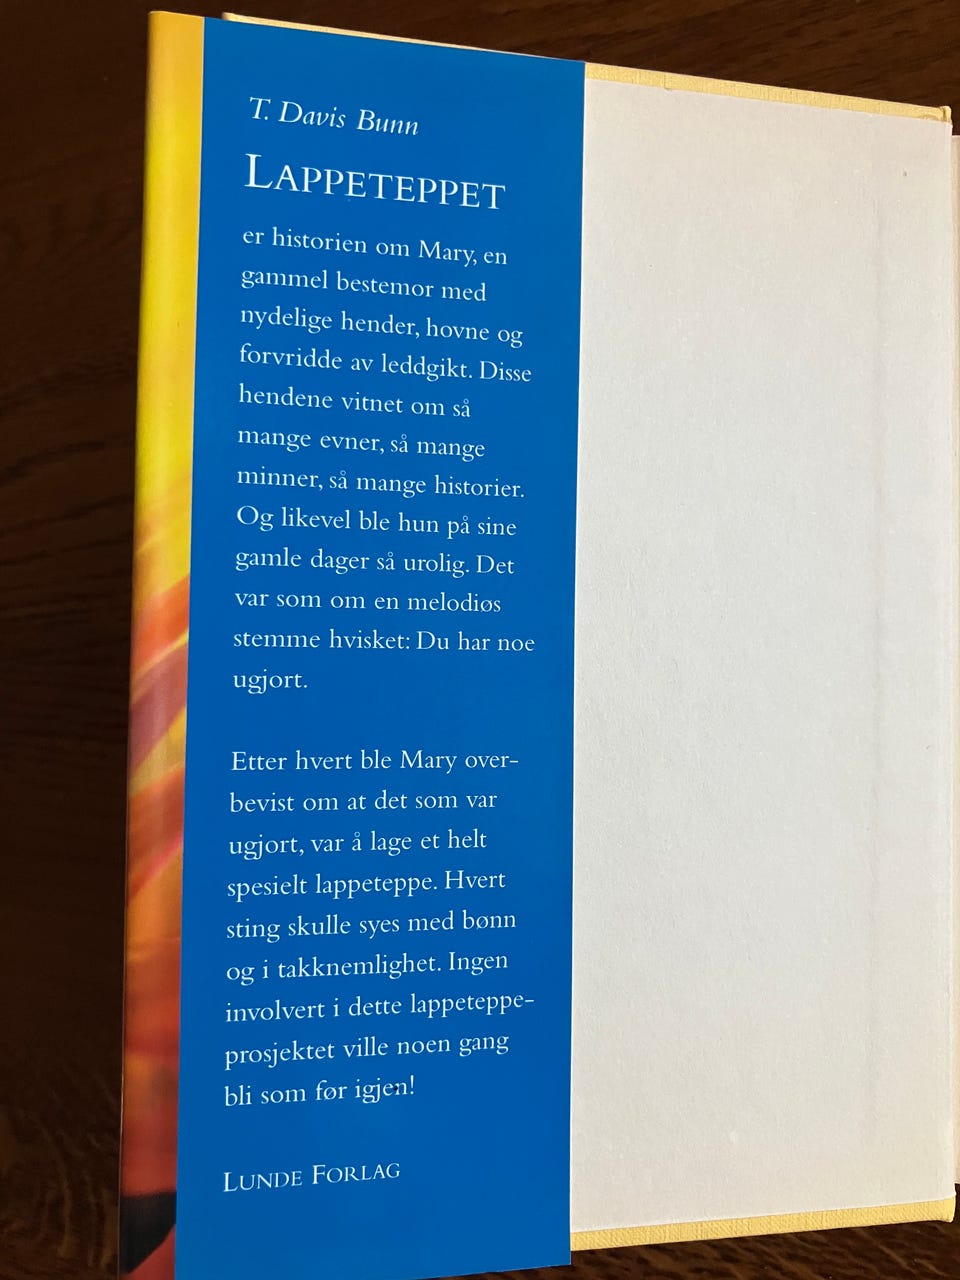 T. Davis Bunn
LAPPETEPPET
er historien om Mary, en
gammel bestemor med
nydelige hender, hovne og
forvridde av leddgikt. Disse
hendene vitnet om så
mange evner, så mange
minner, så mange historier.
Og likevel ble hun på sine
gamle dager så urolig. Det
var som om en melodiøs
stemme hvisket: Du har noe
ugjort.
Etter hvert ble Mary over-
bevist om at det som var
ugjort, var å lage et helt
spesielt lappeteppe. Hvert
sting skulle syes med bønn
og i takknemlighet. Ingen
involvert i dette lappeteppe-
prosjektet ville noen gang
bli som før igjen!
LUNDE FORLAG